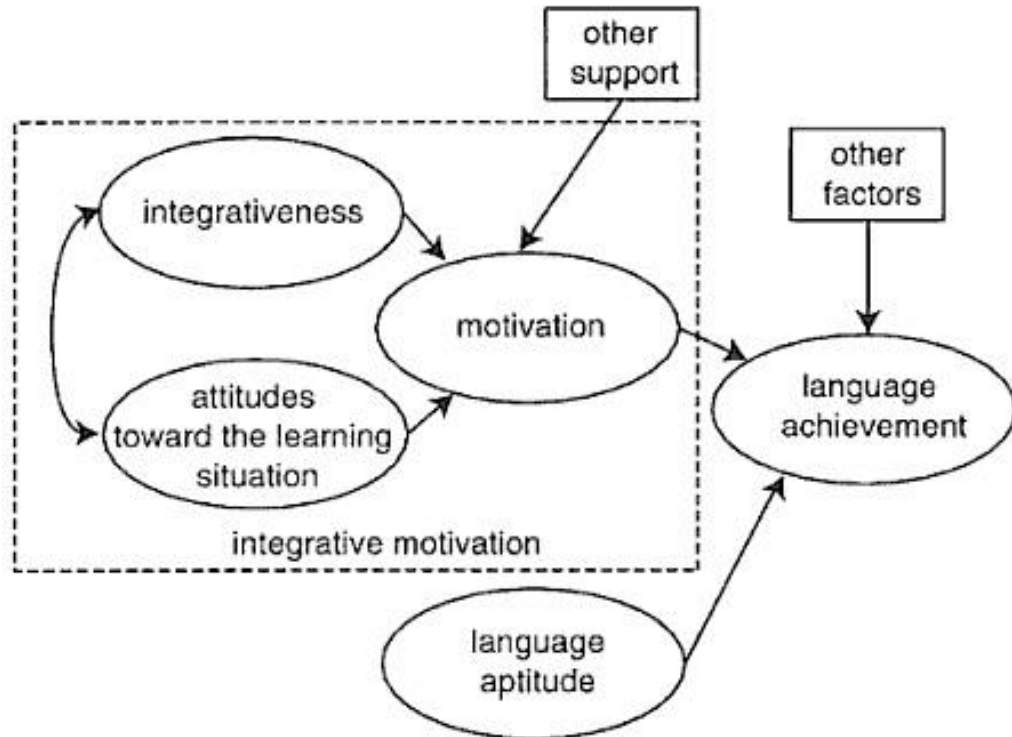 other
support
other
factors
integrativeness
motivation
attitudes
toward the learning
situation
language
achievement
integrative motivation
language
aptitude